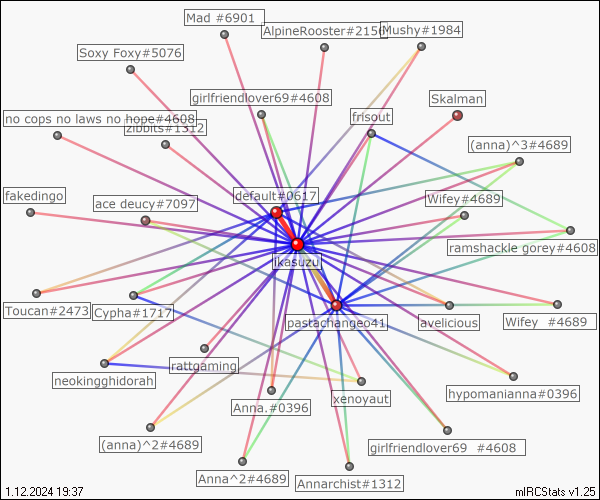 Mad #6901
AlpineRooster#2156
Mushy#1984
Soxy Foxy#5076
girlfriendlover69#4608
Skalman
no cops no laws no hope#4608
frisout
zibbits#1312
(anna)^3#4689
fakedingo
default#0617
ace deucy#7097
Wifey#4689
ramshackle gorey#4608
ikasuzu
Toucan#2473
Cypha#1717
pastachangeo41
avelicious
Wifey #4689
rattgaming
neokingghidorah
hypomanianna#0396
xenoyaut
Anna.#0396
(anna)^2#4689
girlfriendlover69 #4608
Anna^2#4689
Annarchist#1312
1.12.2024 19:37
mIRCStats v1.25